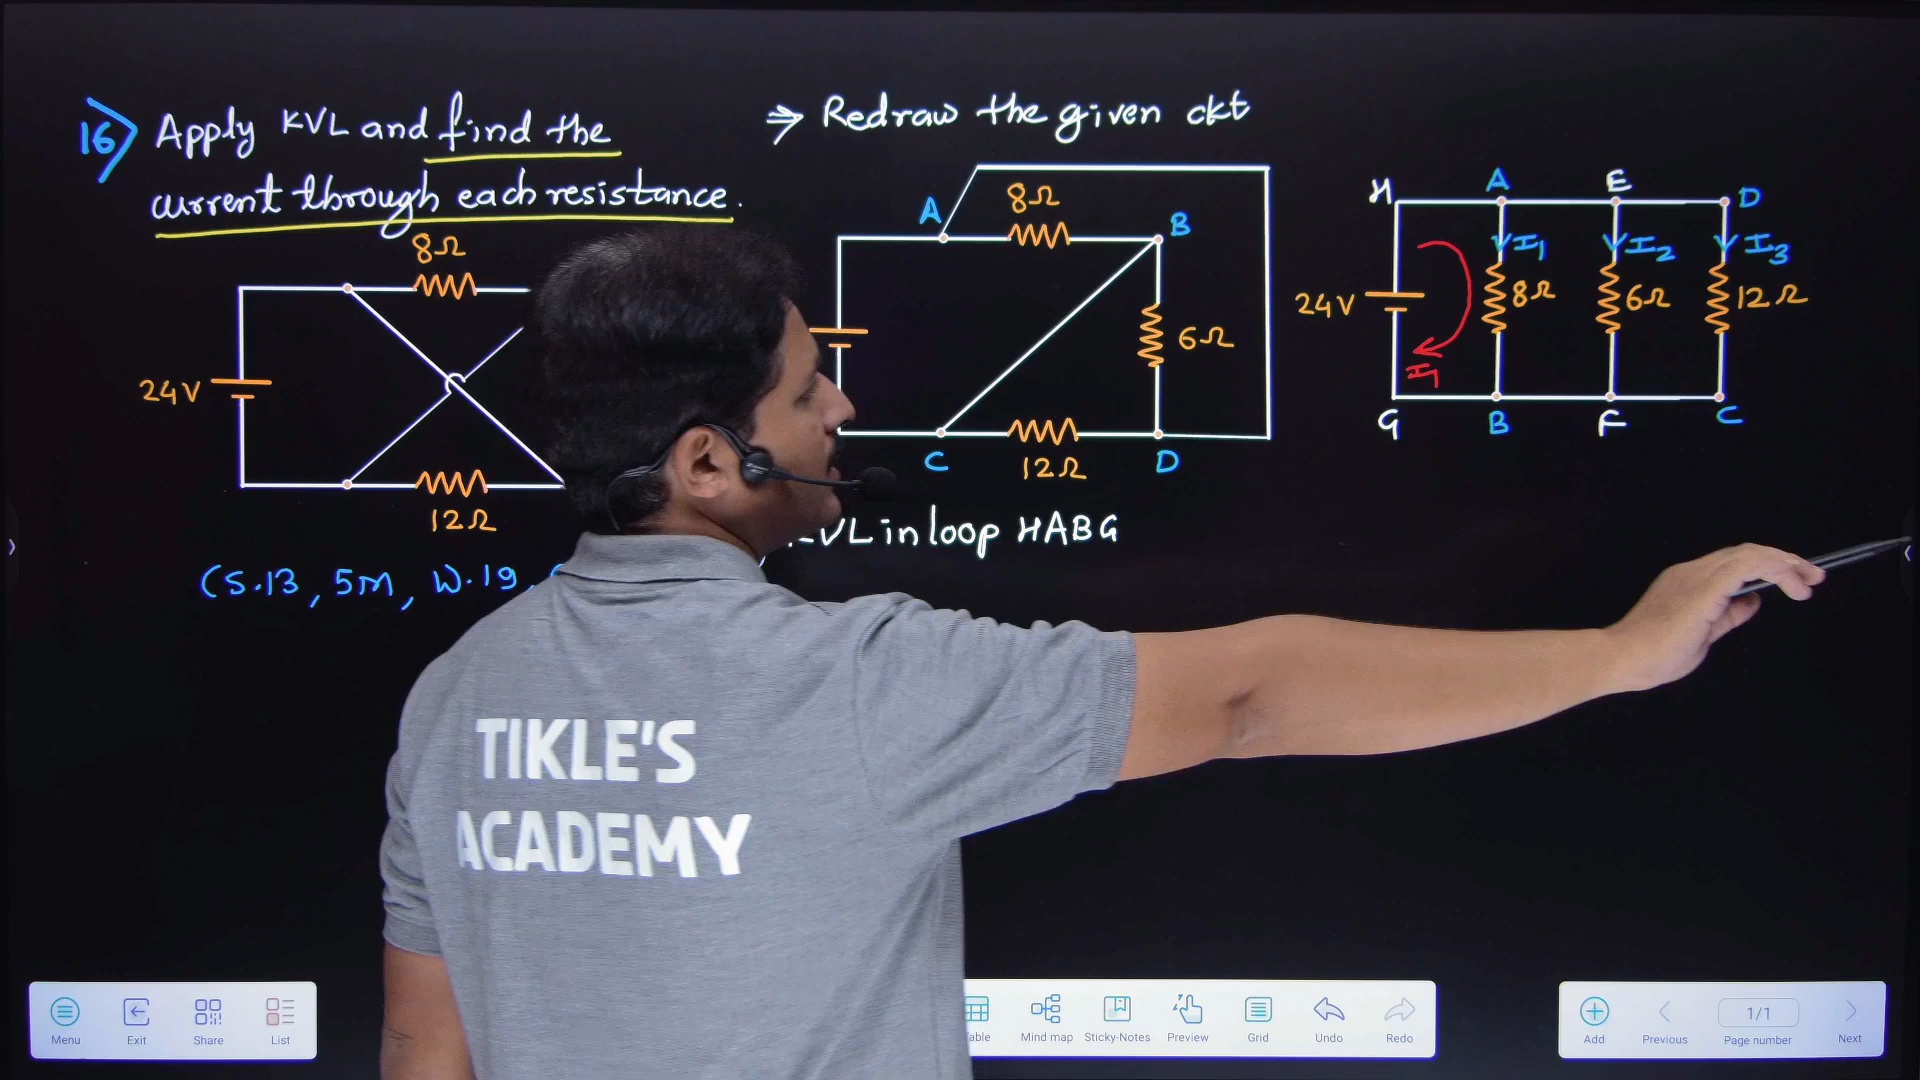 16) Apply KVL and find the
current through each resistance.
8Ω
24V
12Ω
(S.13, 5M, W.19,
⇒ Redraw the given ckt
A
8Ω
B
6Ω
C
12Ω
D
KVL in loop HABG
H
A
E
D
I1
I2
I3
24V
8Ω
6Ω
12Ω
I1
G
B
F
C
TIKLE'S
ACADEMY
Menu
Exit
Share
List
Mind map
Sticky-Notes
Preview
Grid
Undo
Redo
Add
Previous
1/1
Page number
Next